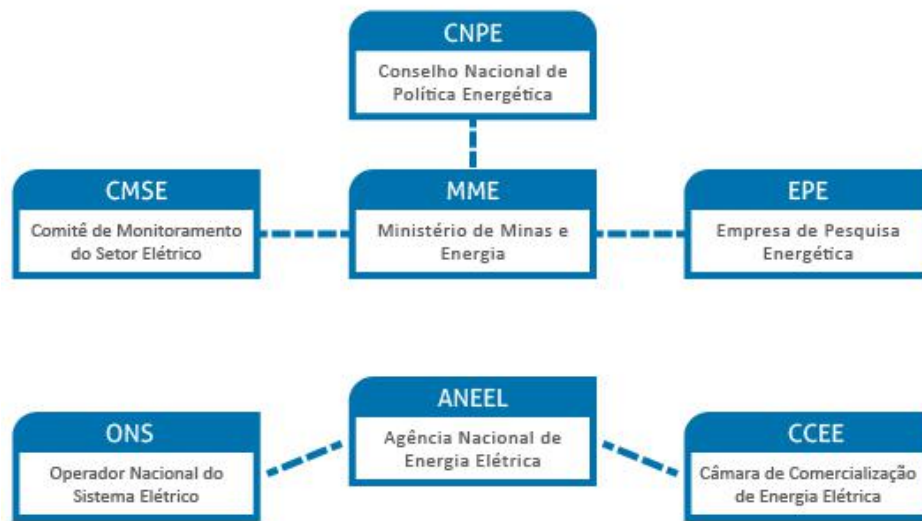 CNPE
Conselho Nacional de
Política Energética
CMSE
Comitê de Monitoramento
do Setor Elétrico
MME
Ministério de Minas e
Energia
EPE
Empresa de Pesquisa
Energética
ONS
Operador Nacional do
Sistema Elétrico
ANEEL
Agência Nacional de
Energia Elétrica
CCEE
Câmara de Comercialização
de Energia Elétrica